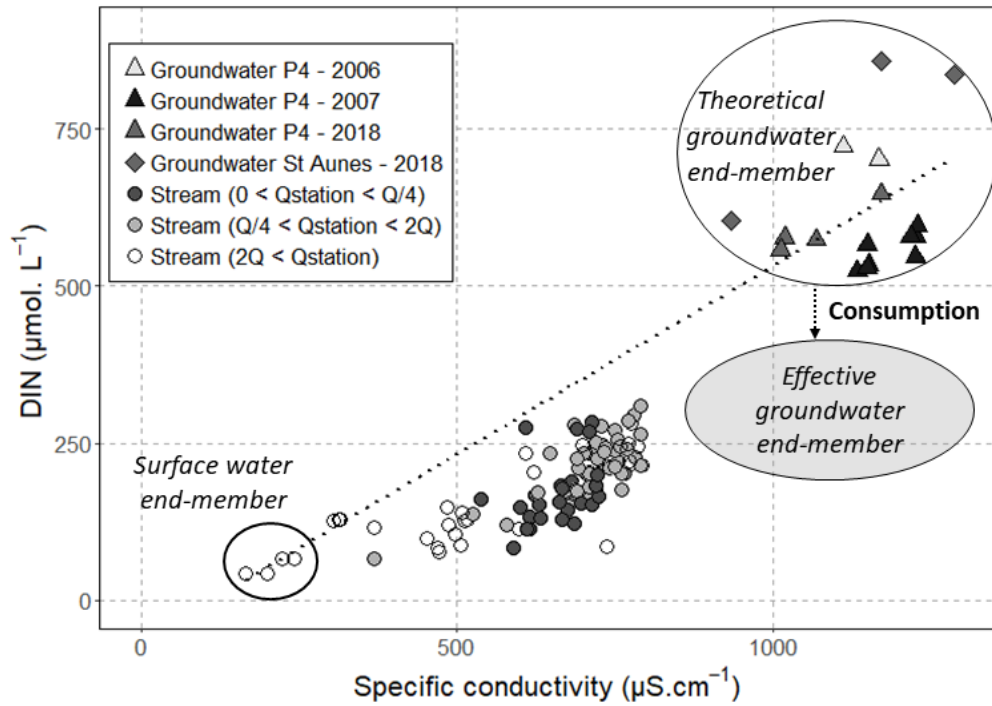 Groundwater P4 - 2006
Groundwater P4 - 2007
Groundwater P4 - 2018
Groundwater St Aunes - 2018
Stream (0 < Qstation < Q/4)
Stream (Q/4 < Qstation < 2Q)
Stream (2Q < Qstation)
Theoretical
groundwater
end-member
Consumption
Effective
groundwater
end-member
Surface water
end-member
DIN (µmol. L⁻¹)
750
500
250
0
0
500
1000
Specific conductivity (µS.cm⁻¹)